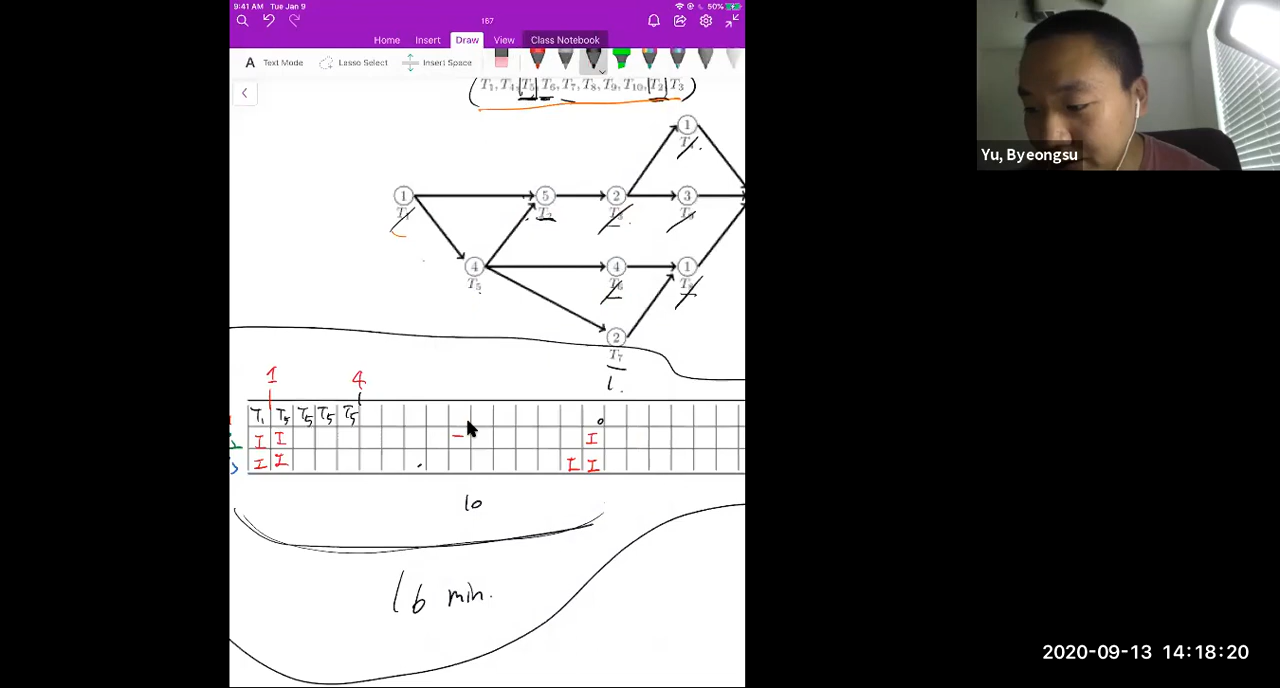 9:41 AM Tue Jan 9
50%
167
Home Insert Draw View Class Notebook
A Text Mode Lasso Select Insert Space
T1, T4, T5, T6, T7, T8, T9, T10, T2, T3
1
1 5 2 3
T2
4 4 1
T5
2
T7
1 4
T1 T5 T5 T5 T5
I I I
I I I I
10
16 min.
Yu, Byeongsu
2020-09-13 14:18:20